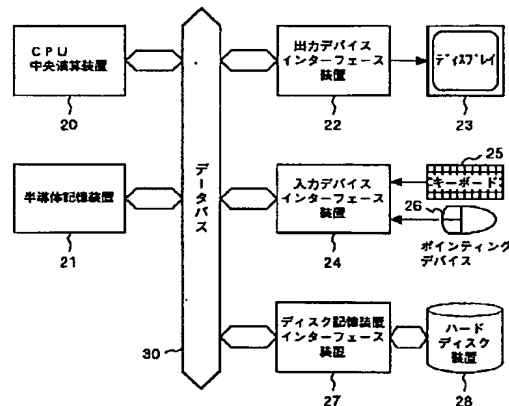 CPU
中央演算装置
20
半導体記憶装置
21
データバス
30
出力デバイス
インターフェース
装置
22
ディスプレイ
23
入力デバイス
インターフェース
装置
24
25
キーボード
26
ポインティング
デバイス
ディスク記憶装置
インターフェース
装置
27
ハード
ディスク
装置
28